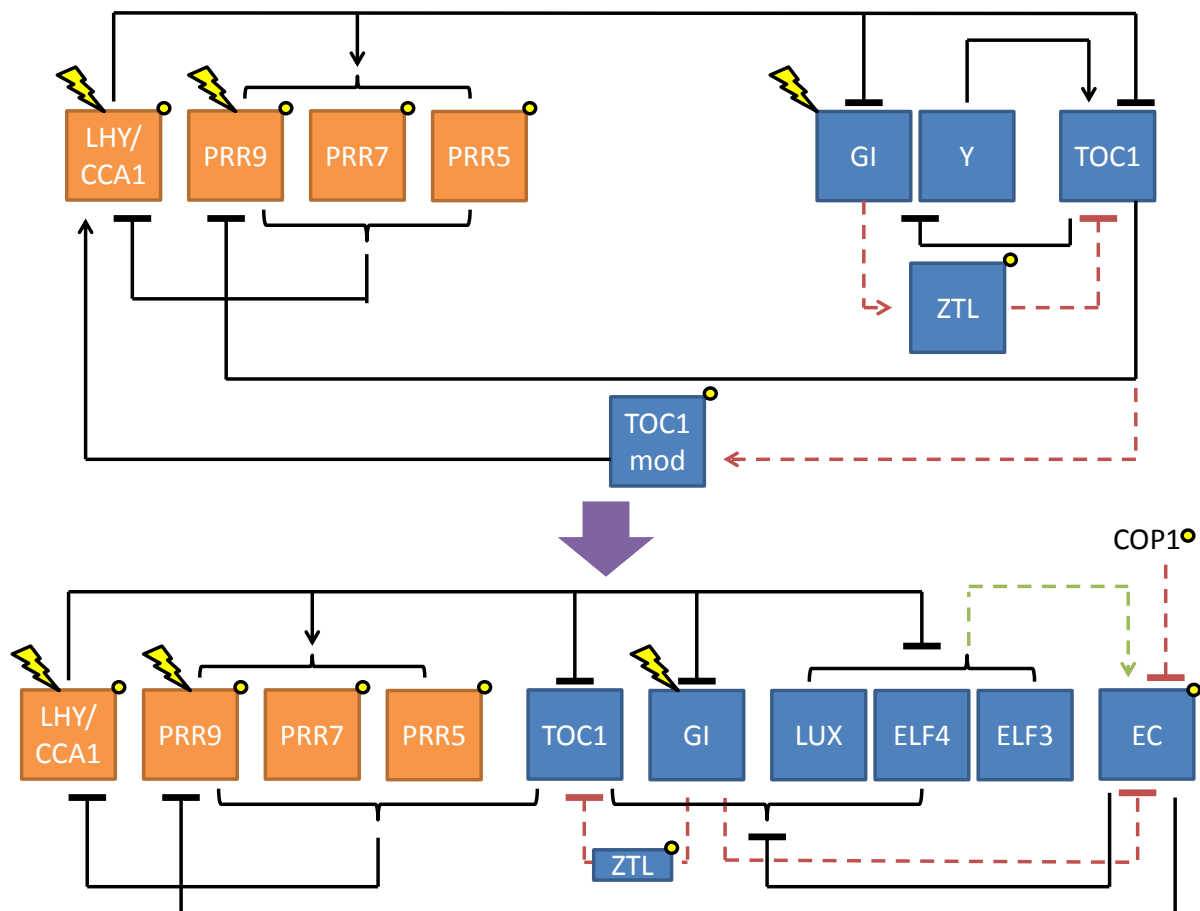 LHY/
CCA1
PRR9
PRR7
PRR5
GI
Y
TOC1
ZTL
TOC1
mod
COP1
LHY/
CCA1
PRR9
PRR7
PRR5
TOC1
GI
LUX
ELF4
ELF3
EC
ZTL